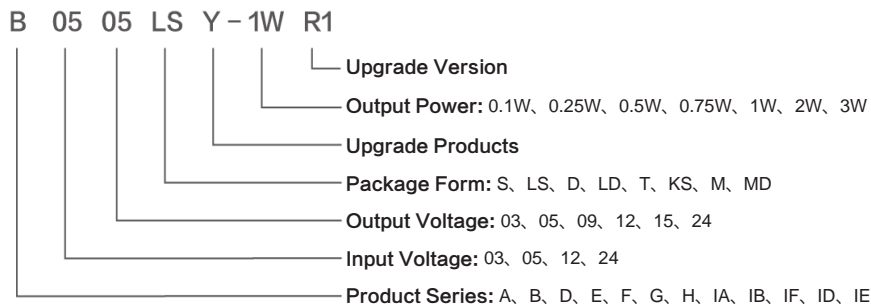 B 05 05 LS Y-1W R1
Upgrade Version
Output Power: 0.1W、0.25W、0.5W、0.75W、1W、2W、3W
Upgrade Products
Package Form: S、LS、D、LD、T、KS、M、MD
Output Voltage: 03、05、09、12、15、24
Input Voltage: 03、05、12、24
Product Series: A、B、D、E、F、G、H、IA、IB、IF、ID、IE